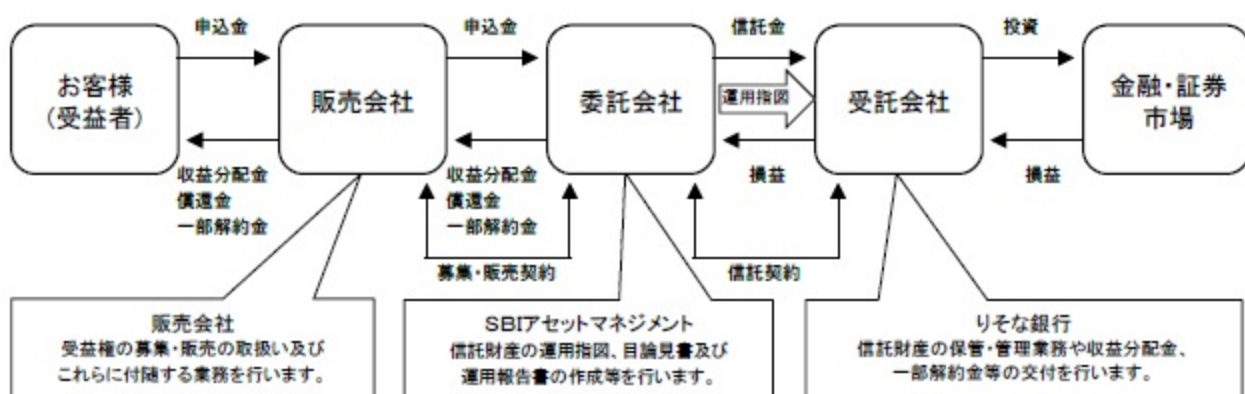 申込金
申込金
信託金
投資
お客様
(受益者)
販売会社
委託会社
運用指図
受託会社
金融・証券
市場
収益分配金
償還金
一部解約金
収益分配金
償還金
一部解約金
損益
損益
募集・販売契約
信託契約
販売会社
受益権の募集・販売の取扱い及び
これらに付随する業務を行います。
SBIアセットマネジメント
信託財産の運用指図、目論見書及び
運用報告書の作成等を行います。
りそな銀行
信託財産の保管・管理業務や収益分配金、
一部解約金等の交付を行います。